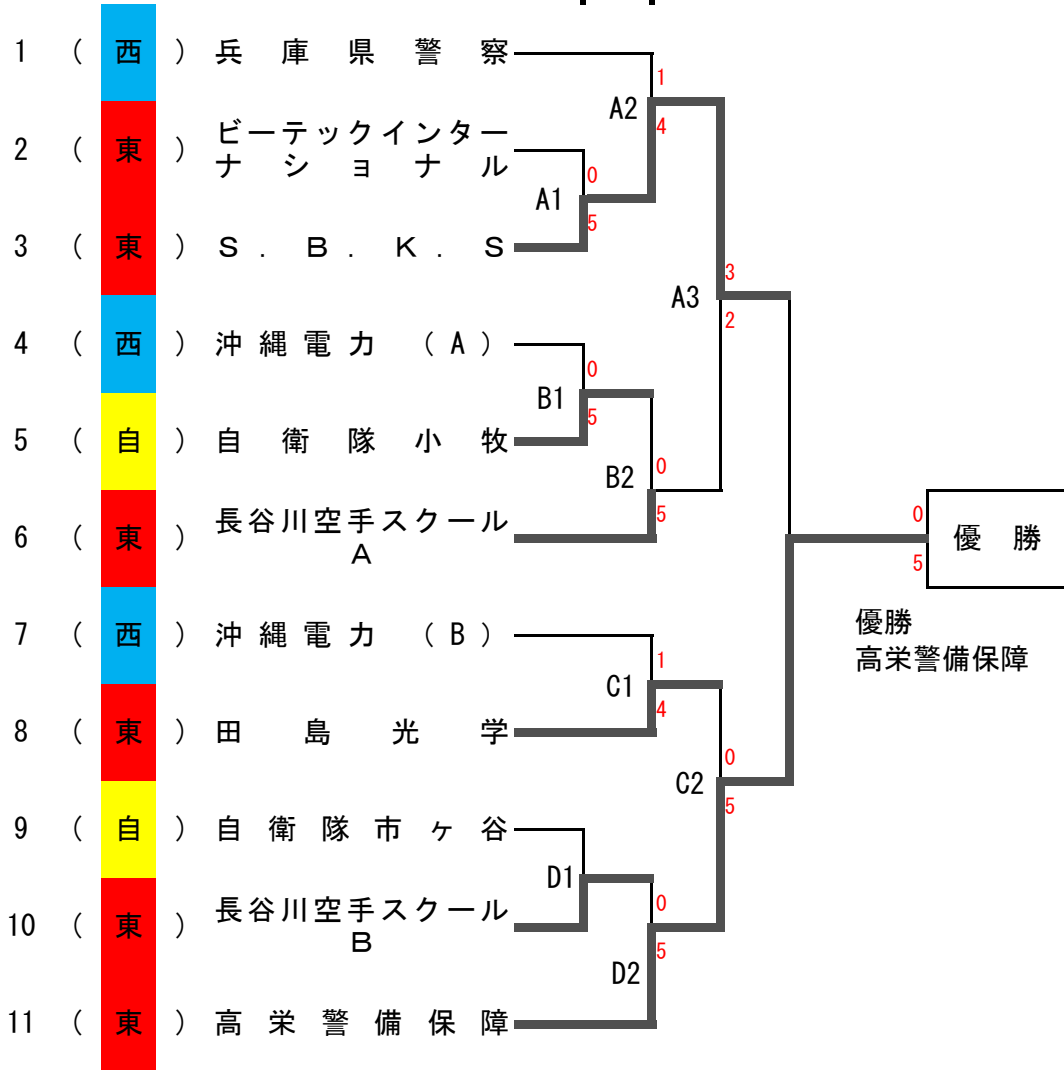 1 ( 西 ) 兵庫県警察
1
A2
4
2 ( 東 ) ビーテックインター
ナショナル
0
A1
5
3 ( 東 ) Ｓ．Ｂ．Ｋ．Ｓ
3
A3
2
4 ( 西 ) 沖縄電力 （A）
0
B1
5
5 ( 自 ) 自衛隊小牧
0
B2
5
6 ( 東 ) 長谷川空手スクール
Ａ
0
優 勝
5
優勝
高栄警備保障
7 ( 西 ) 沖縄電力 （B）
1
C1
4
8 ( 東 ) 田島光学
0
C2
5
9 ( 自 ) 自衛隊市ヶ谷
D1
10 ( 東 ) 長谷川空手スクール
Ｂ
0
5
D2
11 ( 東 ) 高栄警備保障